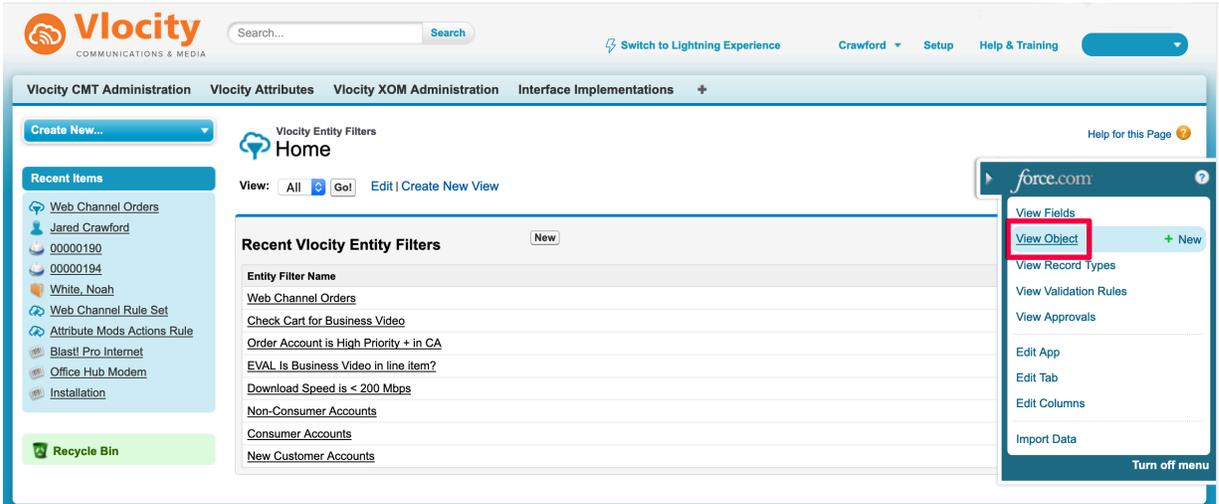 Vlocity
COMMUNICATIONS & MEDIA
Search...
Search
Switch to Lightning Experience
Crawford
Setup
Help & Training
Vlocity CMT Administration
Vlocity Attributes
Vlocity XOM Administration
Interface Implementations
+
Create New...
Recent Items
Web Channel Orders
Jared Crawford
00000190
00000194
White, Noah
Web Channel Rule Set
Attribute Mods Actions Rule
Blast! Pro Internet
Office Hub Modem
Installation
Recycle Bin
Vlocity Entity Filters
Home
Help for this Page ?
View: All Go! Edit | Create New View
Recent Vlocity Entity Filters
New
Entity Filter Name
Web Channel Orders
Check Cart for Business Video
Order Account is High Priority + in CA
EVAL Is Business Video in line item?
Download Speed is < 200 Mbps
Non-Consumer Accounts
Consumer Accounts
New Customer Accounts
force.com ?
View Fields
View Object + New
View Record Types
View Validation Rules
View Approvals
Edit App
Edit Tab
Edit Columns
Import Data
Turn off menu